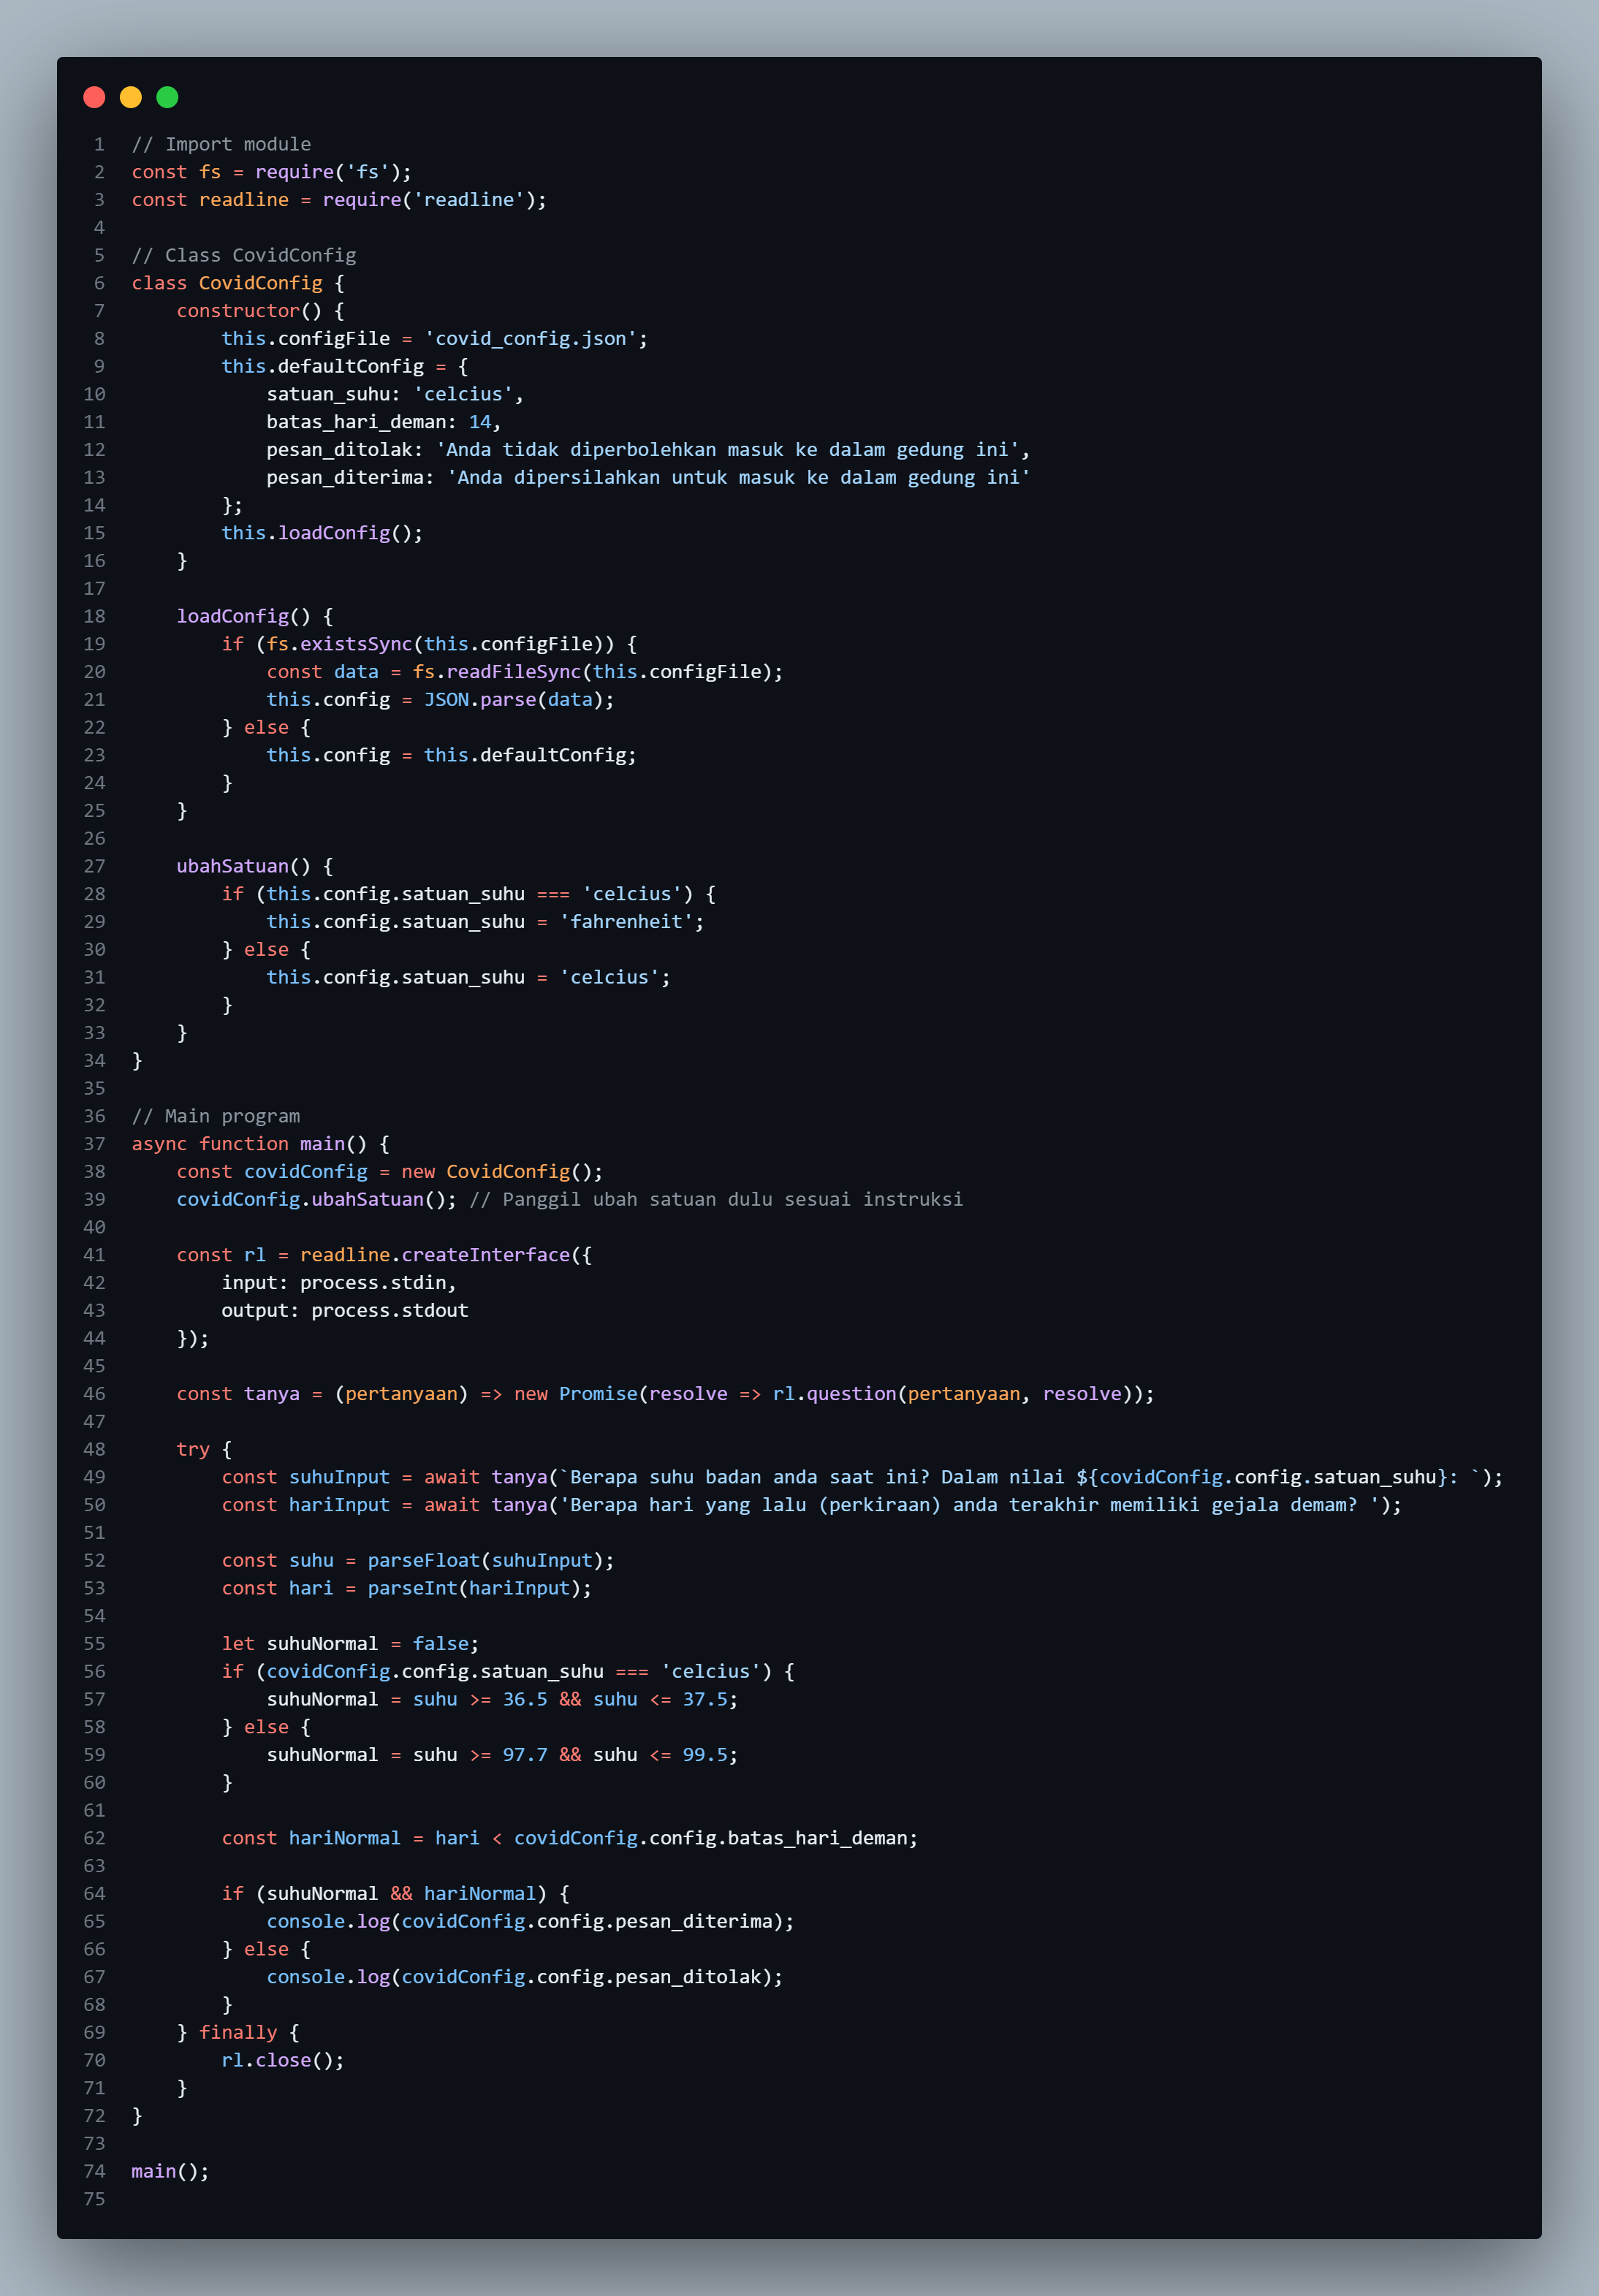 1 // Import module
2 const fs = require('fs');
3 const readline = require('readline');
4
5 // Class CovidConfig
6 class CovidConfig {
7     constructor() {
8         this.configFile = 'covid_config.json';
9         this.defaultConfig = {
10             satuan_suhu: 'celcius',
11             batas_hari_deman: 14,
12             pesan_ditolak: 'Anda tidak diperbolehkan masuk ke dalam gedung ini',
13             pesan_diterima: 'Anda dipersilahkan untuk masuk ke dalam gedung ini'
14         };
15         this.loadConfig();
16     }
17
18     loadConfig() {
19         if (fs.existsSync(this.configFile)) {
20             const data = fs.readFileSync(this.configFile);
21             this.config = JSON.parse(data);
22         } else {
23             this.config = this.defaultConfig;
24         }
25     }
26
27     ubahSatuan() {
28         if (this.config.satuan_suhu === 'celcius') {
29             this.config.satuan_suhu = 'fahrenheit';
30         } else {
31             this.config.satuan_suhu = 'celcius';
32         }
33     }
34 }
35
36 // Main program
37 async function main() {
38     const covidConfig = new CovidConfig();
39     covidConfig.ubahSatuan(); // Panggil ubah satuan dulu sesuai instruksi
40
41     const rl = readline.createInterface({
42         input: process.stdin,
43         output: process.stdout
44     });
45
46     const tanya = (pertanyaan) => new Promise(resolve => rl.question(pertanyaan, resolve));
47
48     try {
49         const suhuInput = await tanya(`Berapa suhu badan anda saat ini? Dalam nilai ${covidConfig.config.satuan_suhu}: `);
50         const hariInput = await tanya('Berapa hari yang lalu (perkiraan) anda terakhir memiliki gejala demam? ');
51
52         const suhu = parseFloat(suhuInput);
53         const hari = parseInt(hariInput);
54
55         let suhuNormal = false;
56         if (covidConfig.config.satuan_suhu === 'celcius') {
57             suhuNormal = suhu >= 36.5 && suhu <= 37.5;
58         } else {
59             suhuNormal = suhu >= 97.7 && suhu <= 99.5;
60         }
61
62         const hariNormal = hari < covidConfig.config.batas_hari_deman;
63
64         if (suhuNormal && hariNormal) {
65             console.log(covidConfig.config.pesan_diterima);
66         } else {
67             console.log(covidConfig.config.pesan_ditolak);
68         }
69     } finally {
70         rl.close();
71     }
72 }
73
74 main();
75